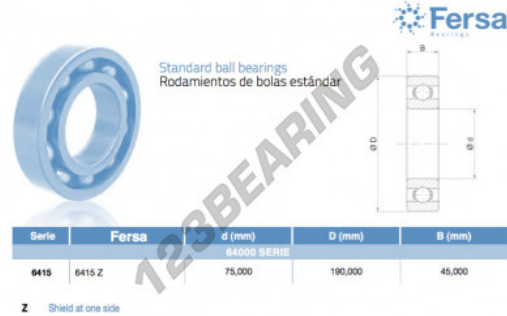 Fersa
Bearings
Standard ball bearings
Rodamientos de bolas estándar
B
Ø D
Ø d
123BEARING
Serie Fersa d (mm) D (mm) B (mm)
64000 SERIE
6415 6415 Z 75,000 190,000 45,000
Z Shield at one side